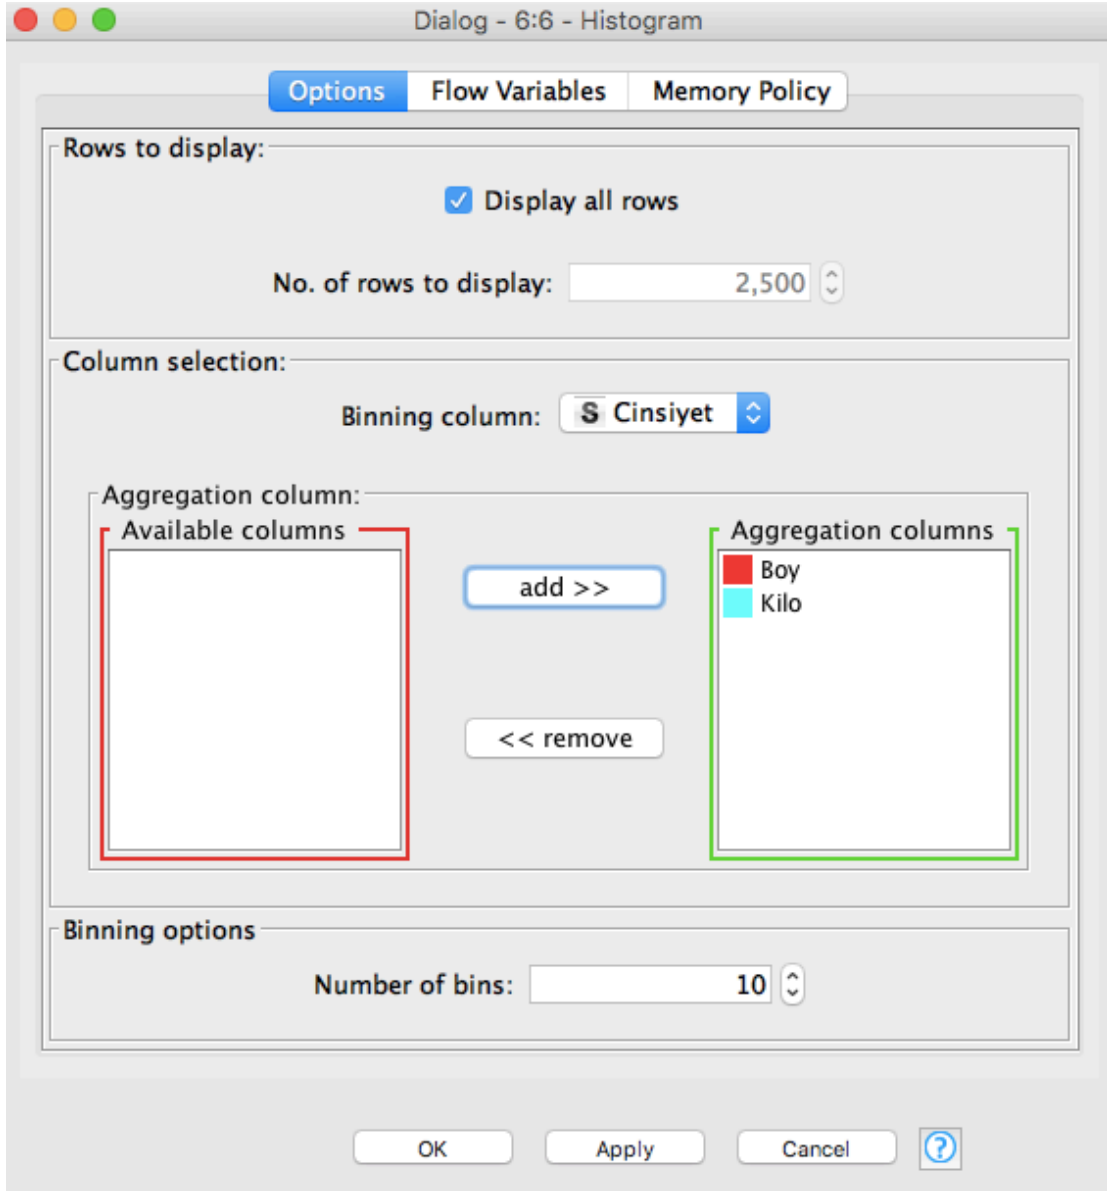 Dialog - 6:6 - Histogram
Options Flow Variables Memory Policy
Rows to display:
Display all rows
No. of rows to display: 2,500
Column selection:
Binning column: S Cinsiyet
Aggregation column:
Available columns Aggregation columns
Boy
add >>
Kilo
<< remove
Binning options
Number of bins: 10
OK Apply Cancel ?